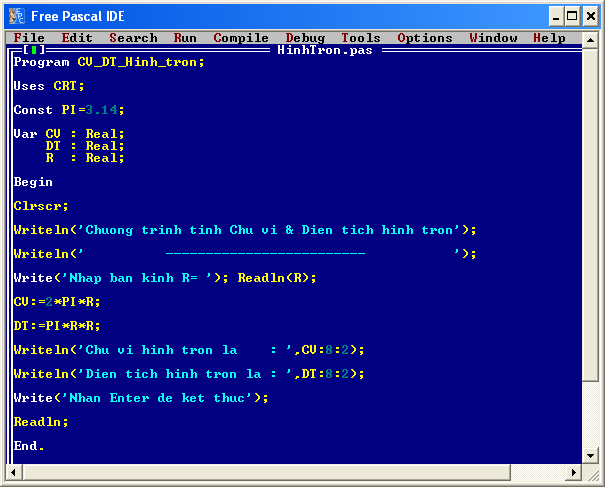 Free Pascal IDE
File Edit Search Run Compile Debug Tools Options Window Help
HinhTron.pas
Program CV_DT_Hinh_tron;
Uses CRT;
Const PI=3.14;
Var CV : Real;
    DT : Real;
    R  : Real;
Begin
Clrscr;
Writeln('Chuong trinh tinh Chu vi & Dien tich hinh tron');
Writeln('          -------------------------           ');
Write('Nhap ban kinh R= '); Readln(R);
CV:=2*PI*R;
DT:=PI*R*R;
Writeln('Chu vi hinh tron la    : ',CV:8:2);
Writeln('Dien tich hinh tron la : ',DT:8:2);
Write('Nhan Enter de ket thuc');
Readln;
End.